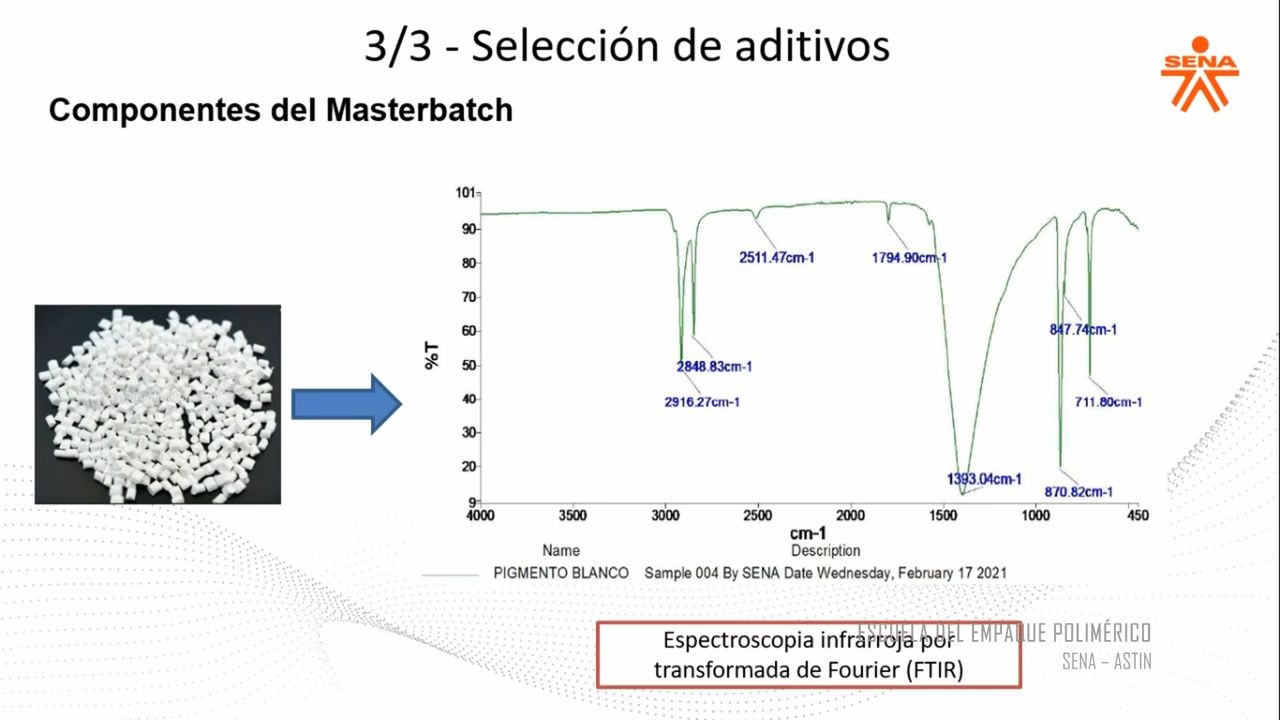 3/3 - Selección de aditivos
SENA
Componentes del Masterbatch
101
90
80
70
60
50
40
30
20
9
%T
2511.47cm-1
1794.90cm-1
847.74cm-1
2848.83cm-1
2916.27cm-1
711.80cm-1
1393.04cm-1
870.82cm-1
4000 3500 3000 2500 2000 1500 1000 450
cm-1
Name Description
PIGMENTO BLANCO Sample 004 By SENA Date Wednesday, February 17 2021
ESCUELA DEL EMPAQUE POLIMÉRICO
SENA – ASTIN
Espectroscopia infrarroja por
transformada de Fourier (FTIR)